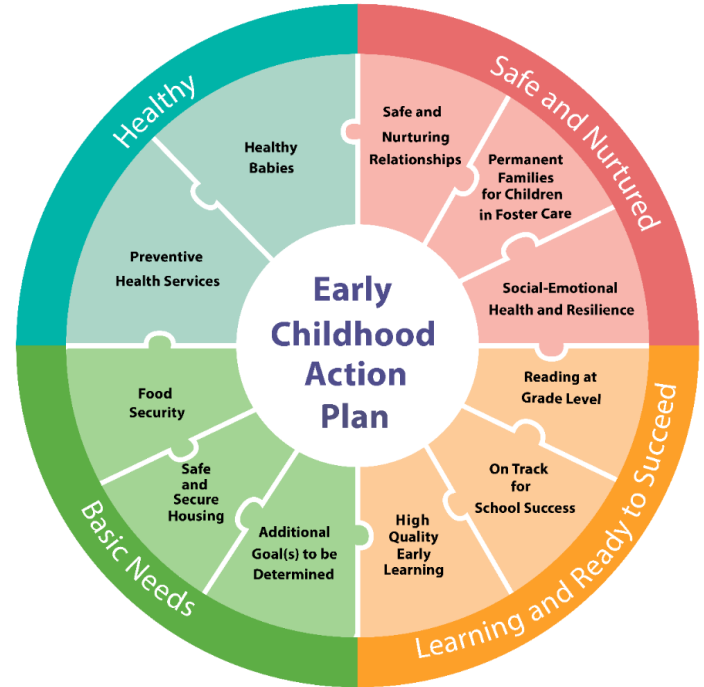 Healthy
Safe and Nurtured
Healthy
Babies
Safe and
Nurturing
Relationships
Permanent
Families
for Children
in Foster Care
Preventive
Health Services
Social-Emotional
Health and Resilience
Early
Childhood
Action
Plan
Food
Security
Reading at
Grade Level
Safe
and
Secure
Housing
On Track
for
School Success
Additional
Goal(s) to be
Determined
High
Quality
Early
Learning
Basic Needs
Learning and Ready to Succeed